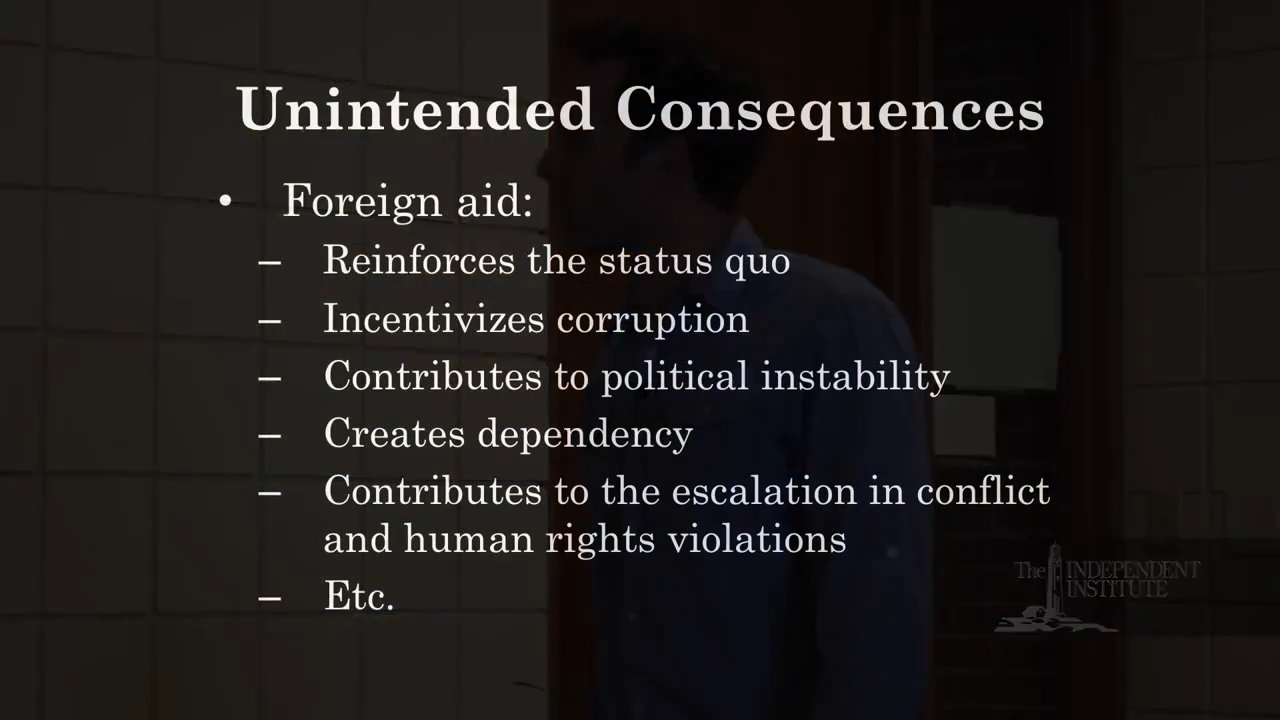 Unintended Consequences
• Foreign aid:
– Reinforces the status quo
– Incentivizes corruption
– Contributes to political instability
– Creates dependency
– Contributes to the escalation in conflict
and human rights violations
– Etc.
The INDEPENDENT
INSTITUTE